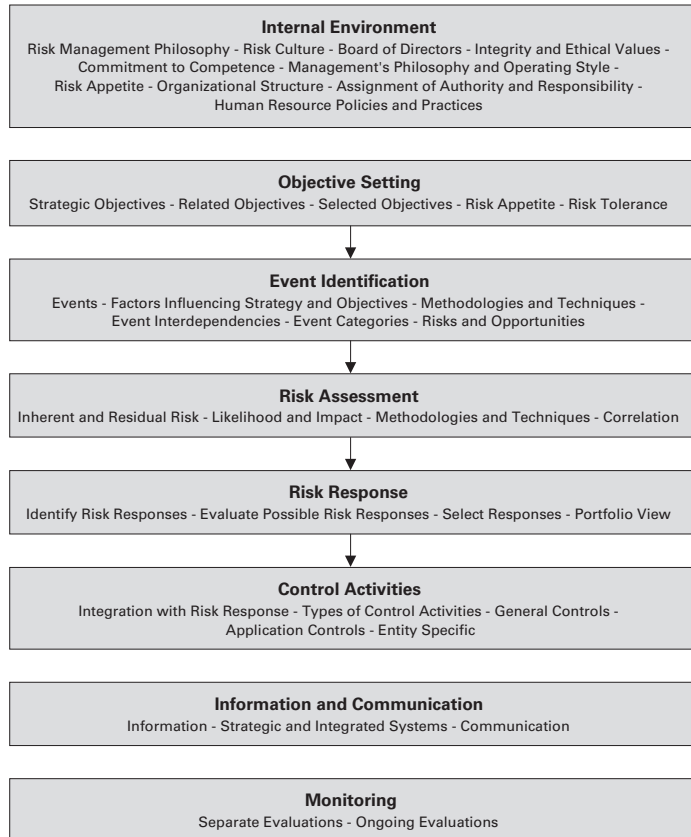 Internal Environment
Risk Management Philosophy - Risk Culture - Board of Directors - Integrity and Ethical Values -
Commitment to Competence - Management's Philosophy and Operating Style -
Risk Appetite - Organizational Structure - Assignment of Authority and Responsibility -
Human Resource Policies and Practices
Objective Setting
Strategic Objectives - Related Objectives - Selected Objectives - Risk Appetite - Risk Tolerance
Event Identification
Events - Factors Influencing Strategy and Objectives - Methodologies and Techniques -
Event Interdependencies - Event Categories - Risks and Opportunities
Risk Assessment
Inherent and Residual Risk - Likelihood and Impact - Methodologies and Techniques - Correlation
Risk Response
Identify Risk Responses - Evaluate Possible Risk Responses - Select Responses - Portfolio View
Control Activities
Integration with Risk Response - Types of Control Activities - General Controls -
Application Controls - Entity Specific
Information and Communication
Information - Strategic and Integrated Systems - Communication
Monitoring
Separate Evaluations - Ongoing Evaluations